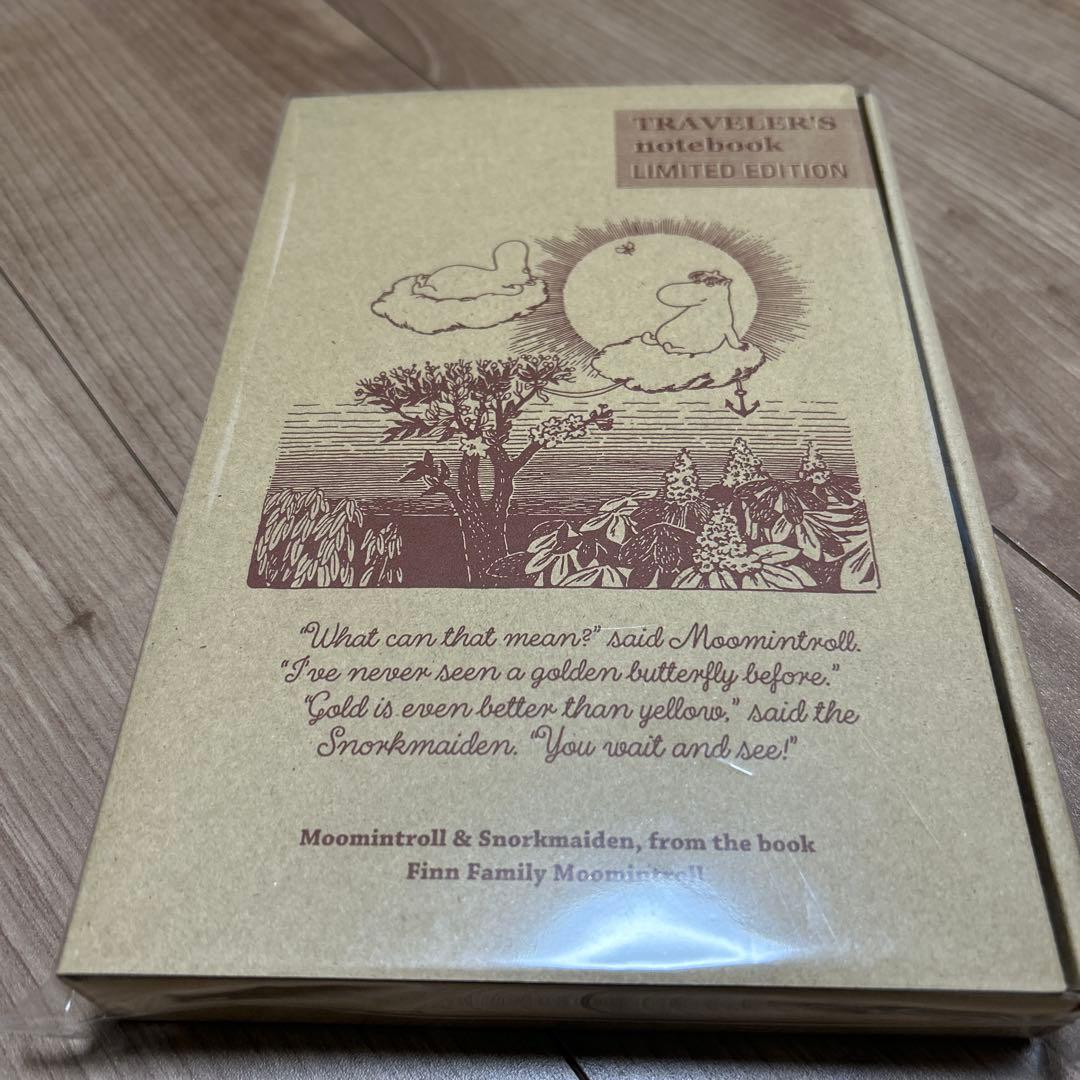 TRAVELER'S
notebook
LIMITED EDITION
“What can that mean?” said Moomintroll.
“I've never seen a golden butterfly before.”
“Gold is even better than yellow,” said the
Snorkmaiden. “You wait and see!”
Moomintroll & Snorkmaiden, from the book
Finn Family Moomintroll